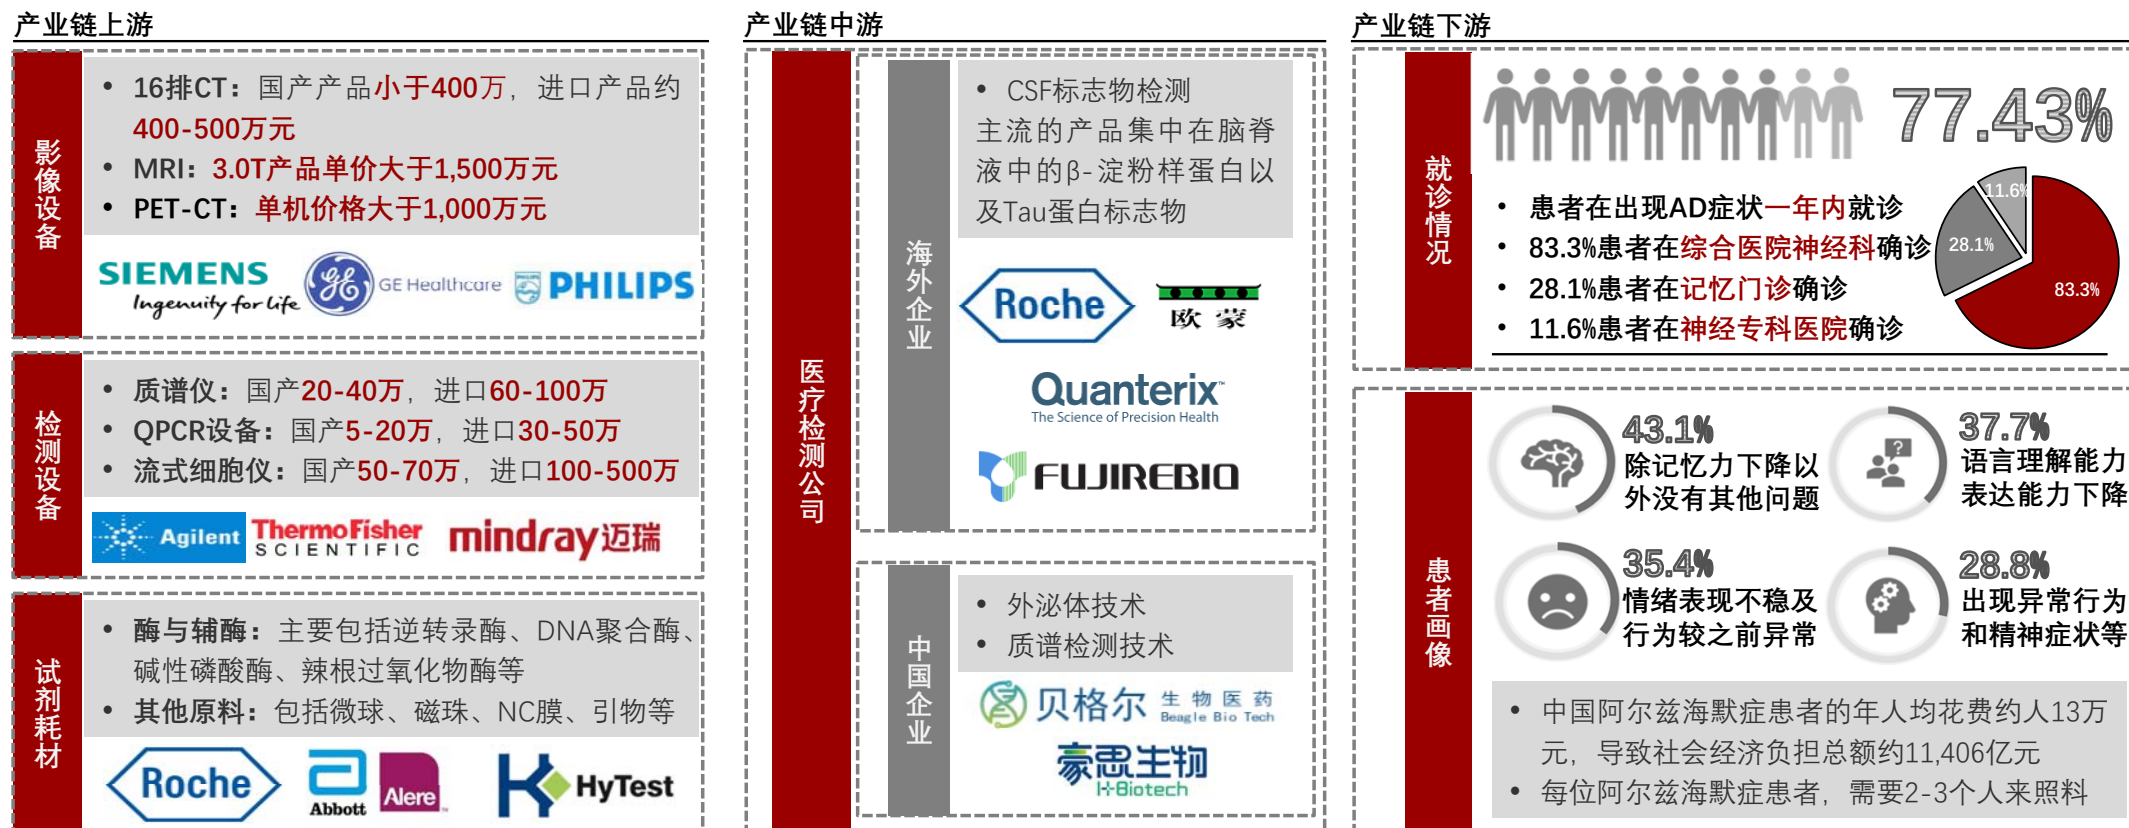 产业链上游
影像设备
• 16排CT：国产产品小于400万，进口产品约
400-500万元
• MRI：3.0T产品单价大于1,500万元
• PET-CT：单机价格大于1,000万元
SIEMENS
Ingenuity for life
GE Healthcare
PHILIPS
检测设备
• 质谱仪：国产20-40万，进口60-100万
• QPCR设备：国产5-20万，进口30-50万
• 流式细胞仪：国产50-70万，进口100-500万
Agilent
ThermoFisher
SCIENTIFIC
mindray迈瑞
试剂耗材
• 酶与辅酶：主要包括逆转录酶、DNA聚合酶、
碱性磷酸酶、辣根过氧化物酶等
• 其他原料：包括微球、磁珠、NC膜、引物等
Roche
Abbott
Alere
HyTest
产业链中游
医疗检测公司
海外企业
• CSF标志物检测
主流的产品集中在脑脊
液中的β-淀粉样蛋白以
及Tau蛋白标志物
Roche
欧蒙
Quanterix
The Science of Precision Health
FUJIREBIO
中国企业
• 外泌体技术
• 质谱检测技术
贝格尔 生物医药
Beagle Bio Tech
豪思生物
H-Biotech
产业链下游
就诊情况
77.43%
• 患者在出现AD症状一年内就诊
• 83.3%患者在综合医院神经科确诊
• 28.1%患者在记忆门诊确诊
• 11.6%患者在神经专科医院确诊
11.6%
28.1%
83.3%
患者画像
43.1%
除记忆力下降以
外没有其他问题
37.7%
语言理解能力
表达能力下降
35.4%
情绪表现不稳及
行为较之前异常
28.8%
出现异常行为
和精神症状等
• 中国阿尔兹海默症患者的年人均花费约人13万
元，导致社会经济负担总额约11,406亿元
• 每位阿尔兹海默症患者，需要2-3个人来照料